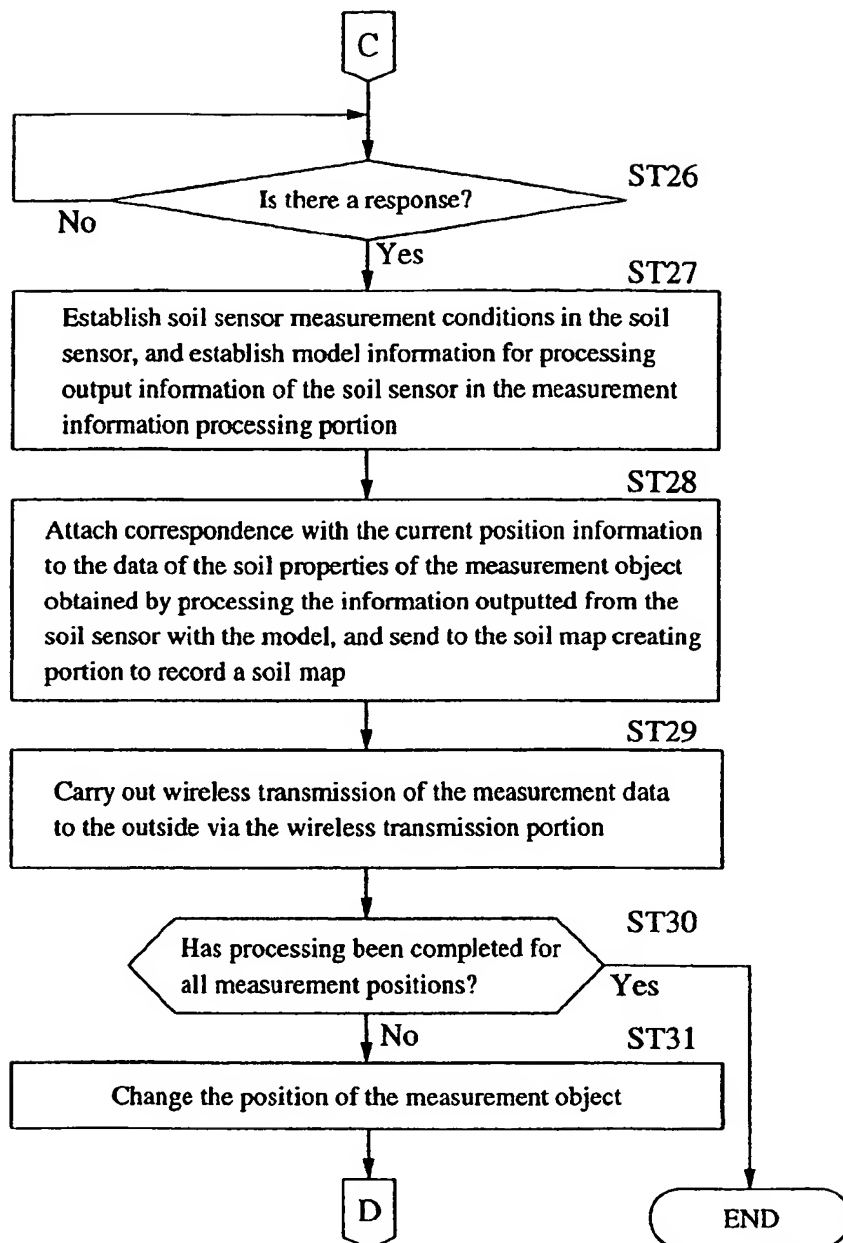 C
ST26
Is there a response?
No
Yes
ST27
Establish soil sensor measurement conditions in the soil
sensor, and establish model information for processing
output information of the soil sensor in the measurement
information processing portion
ST28
Attach correspondence with the current position information
to the data of the soil properties of the measurement object
obtained by processing the information outputted from the
soil sensor with the model, and send to the soil map creating
portion to record a soil map
ST29
Carry out wireless transmission of the measurement data
to the outside via the wireless transmission portion
ST30
Has processing been completed for
all measurement positions?
Yes
No
ST31
Change the position of the measurement object
D
END